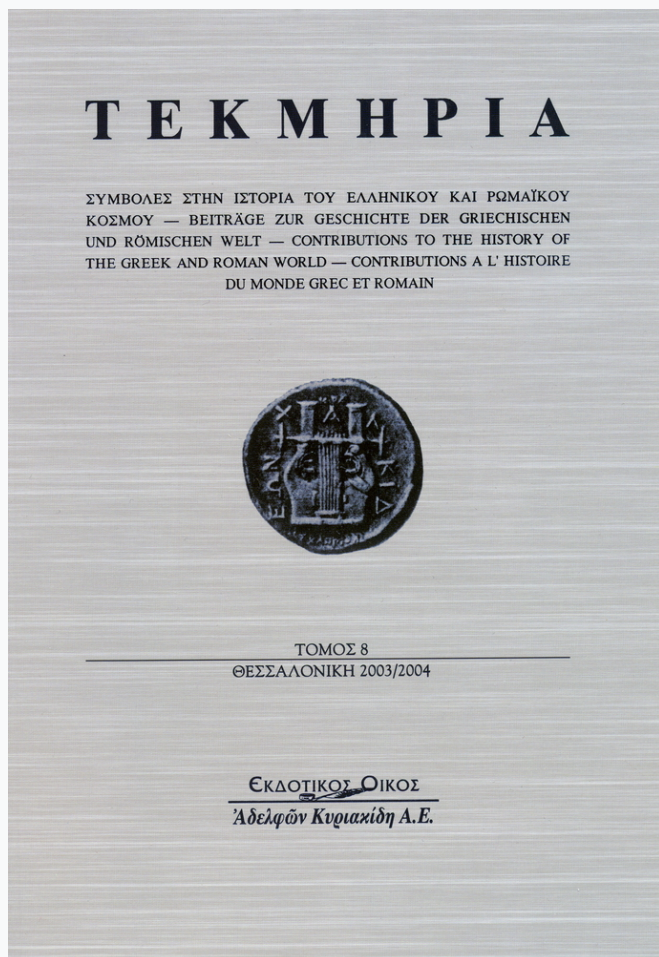 ΤΕΚΜΗΡΙΑ
ΣΥΜΒΟΛΕΣ ΣΤΗΝ ΙΣΤΟΡΙΑ ΤΟΥ ΕΛΛΗΝΙΚΟΥ ΚΑΙ ΡΩΜΑΪΚΟΥ
ΚΟΣΜΟΥ — BEITRÄGE ZUR GESCHICHTE DER GRIECHISCHEN
UND RÖMISCHEN WELT — CONTRIBUTIONS TO THE HISTORY OF
THE GREEK AND ROMAN WORLD — CONTRIBUTIONS A L' HISTOIRE
DU MONDE GREC ET ROMAIN
ΧΑΛΚΙΔΕΩΝ
ΤΟΜΟΣ 8
ΘΕΣΣΑΛΟΝΙΚΗ 2003/2004
ΕΚΔΟΤΙΚΟΣ ΟΙΚΟΣ
Ἀδελφῶν Κυριακίδη Α.Ε.